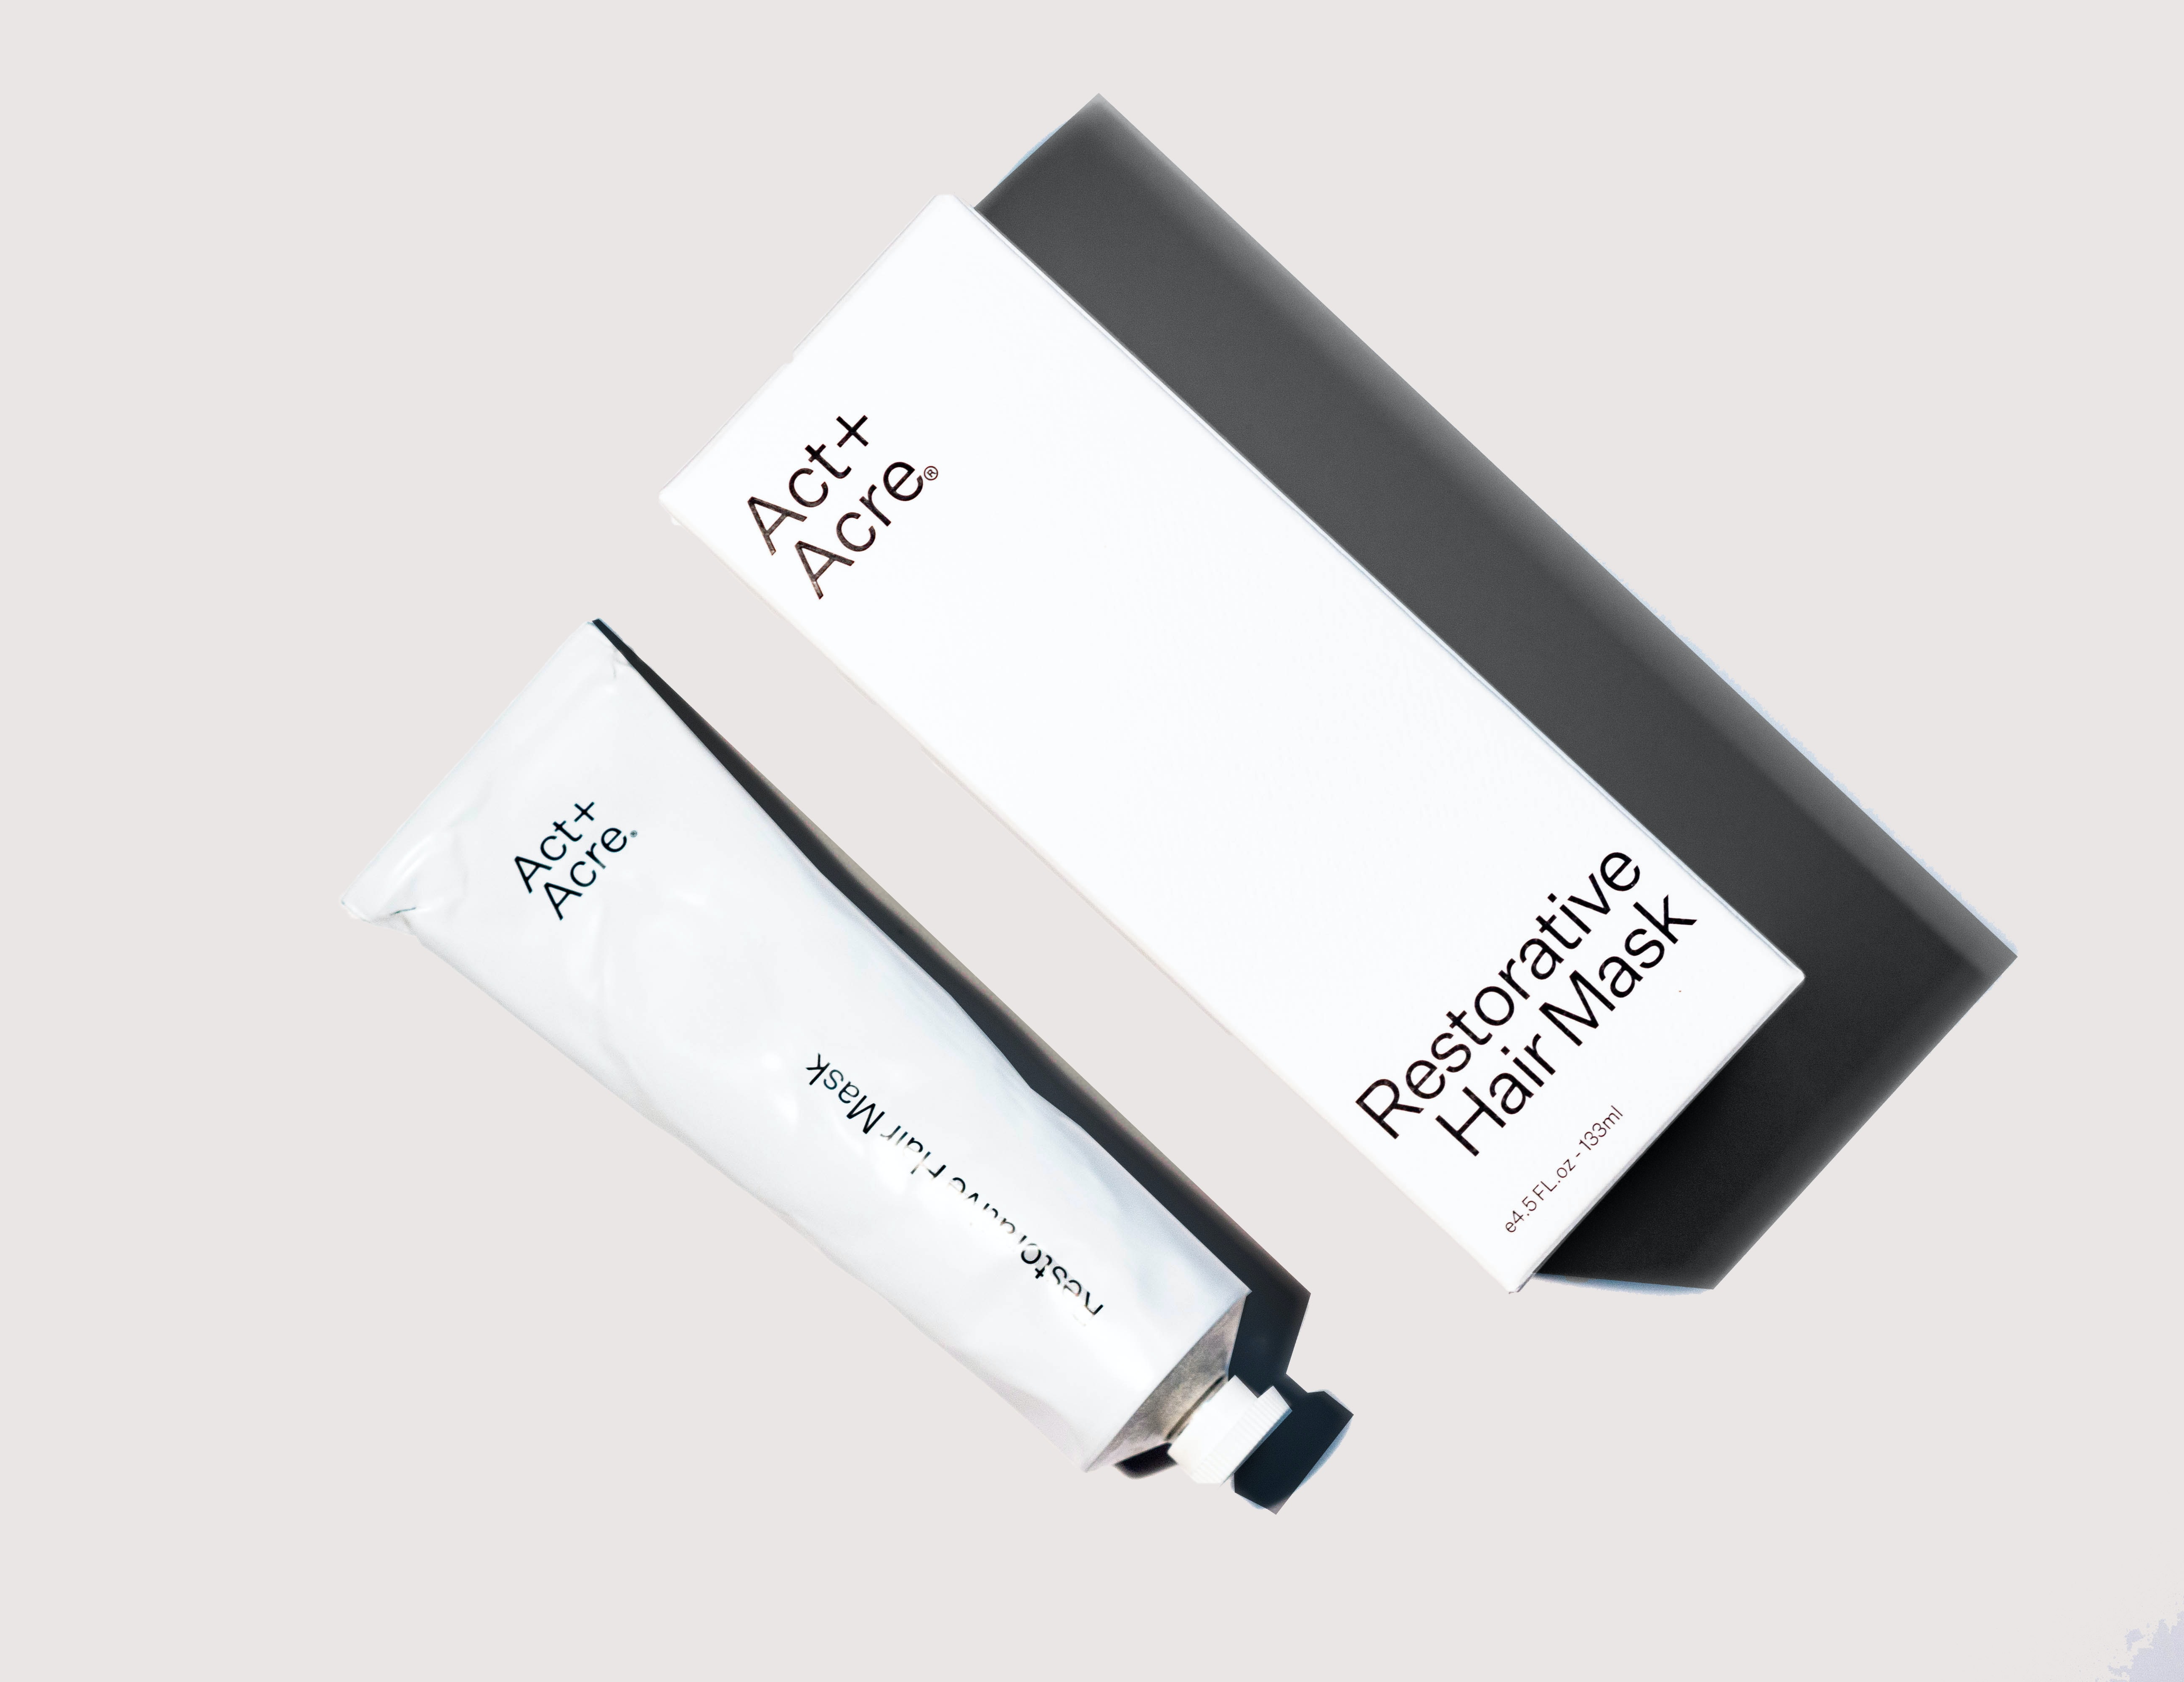 Act+
Acre®
Restorative
Hair Mask
e4.5 FL.oz - 133ml
Act+
Acre®
Restorative Hair Mask